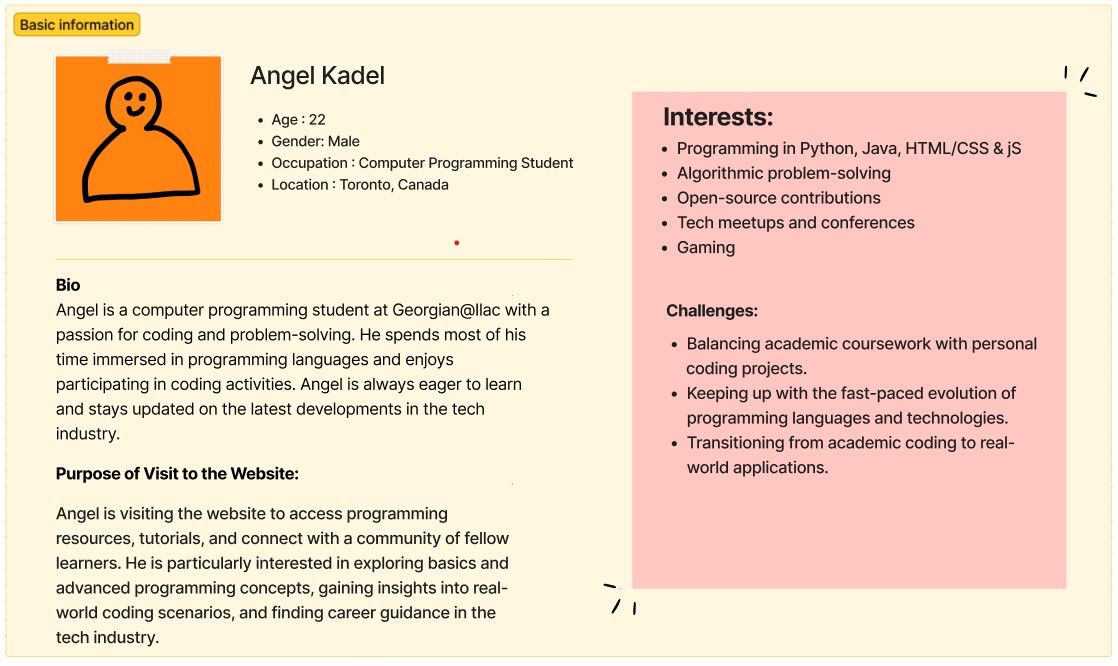 Basic information
Angel Kadel
• Age : 22
• Gender: Male
• Occupation : Computer Programming Student
• Location : Toronto, Canada
Bio
Angel is a computer programming student at Georgian@Ilac with a
passion for coding and problem-solving. He spends most of his
time immersed in programming languages and enjoys
participating in coding activities. Angel is always eager to learn
and stays updated on the latest developments in the tech
industry.
Purpose of Visit to the Website:
Angel is visiting the website to access programming
resources, tutorials, and connect with a community of fellow
learners. He is particularly interested in exploring basics and
advanced programming concepts, gaining insights into real-
world coding scenarios, and finding career guidance in the
tech industry.
Interests:
• Programming in Python, Java, HTML/CSS & jS
• Algorithmic problem-solving
• Open-source contributions
• Tech meetups and conferences
• Gaming
Challenges:
• Balancing academic coursework with personal
coding projects.
• Keeping up with the fast-paced evolution of
programming languages and technologies.
• Transitioning from academic coding to real-
world applications.